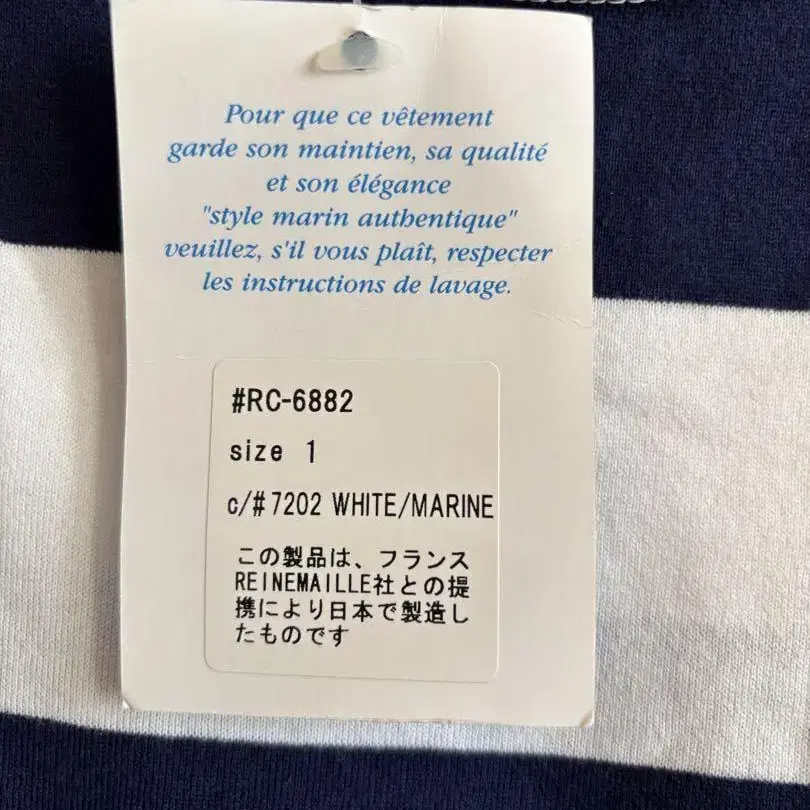 Pour que ce vêtement
garde son maintien, sa qualité
et son élégance
"style marin authentique"
veuillez, s'il vous plaît, respecter
les instructions de lavage.
#RC-6882
size 1
c/# 7202 WHITE/MARINE
この製品は、フランス
REINEMAILLE社との提
携により日本で製造し
たものです